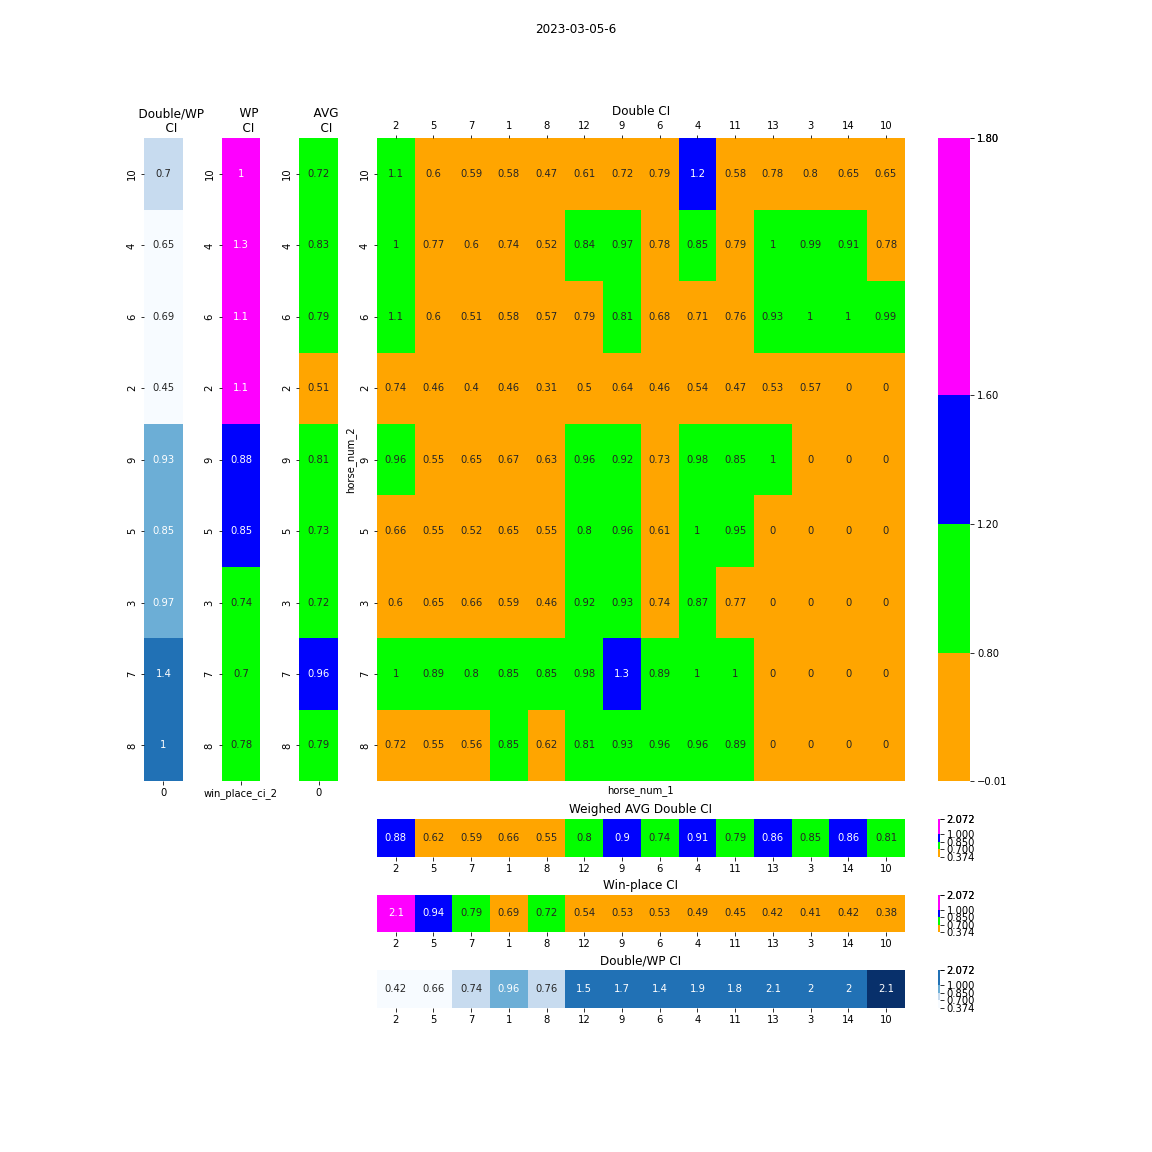 2023-03-05-6
Double/WP CI
WP CI
AVG CI
Double CI
2 5 7 1 8 12 9 6 4 11 13 3 14 10
10 0.7 10 1 10 0.72 10 1.1 0.6 0.59 0.58 0.47 0.61 0.72 0.79 1.2 0.58 0.78 0.8 0.65 0.65
4 0.65 4 1.3 4 0.83 4 1 0.77 0.6 0.74 0.52 0.84 0.97 0.78 0.85 0.79 1 0.99 0.91 0.78
6 0.69 6 1.1 6 0.79 6 1.1 0.6 0.51 0.58 0.57 0.79 0.81 0.68 0.71 0.76 0.93 1 1 0.99
2 0.45 2 1.1 2 0.51 2 0.74 0.46 0.4 0.46 0.31 0.5 0.64 0.46 0.54 0.47 0.53 0.57 0 0
9 0.93 9 0.88 9 0.81 9 0.96 0.55 0.65 0.67 0.63 0.96 0.92 0.73 0.98 0.85 1 0 0 0
5 0.85 5 0.85 5 0.73 5 0.66 0.55 0.52 0.65 0.55 0.8 0.96 0.61 1 0.95 0 0 0 0
3 0.97 3 0.74 3 0.72 3 0.6 0.65 0.66 0.59 0.46 0.92 0.93 0.74 0.87 0.77 0 0 0 0
7 1.4 7 0.7 7 0.96 7 1 0.89 0.8 0.85 0.85 0.98 1.3 0.89 1 1 0 0 0 0
8 1 8 0.78 8 0.79 8 0.72 0.55 0.56 0.85 0.62 0.81 0.93 0.96 0.96 0.89 0 0 0 0
0 win_place_ci_2 0
horse_num_2
horse_num_1
1.80
1.60
1.20
0.80
−0.01
Weighed AVG Double CI
0.88 0.62 0.59 0.66 0.55 0.8 0.9 0.74 0.91 0.79 0.86 0.85 0.86 0.81
2 5 7 1 8 12 9 6 4 11 13 3 14 10
2.072
1.000
0.850
0.700
0.374
Win-place CI
2.1 0.94 0.79 0.69 0.72 0.54 0.53 0.53 0.49 0.45 0.42 0.41 0.42 0.38
2 5 7 1 8 12 9 6 4 11 13 3 14 10
2.072
1.000
0.850
0.700
0.374
Double/WP CI
0.42 0.66 0.74 0.96 0.76 1.5 1.7 1.4 1.9 1.8 2.1 2 2 2.1
2 5 7 1 8 12 9 6 4 11 13 3 14 10
2.072
1.000
0.850
0.700
0.374